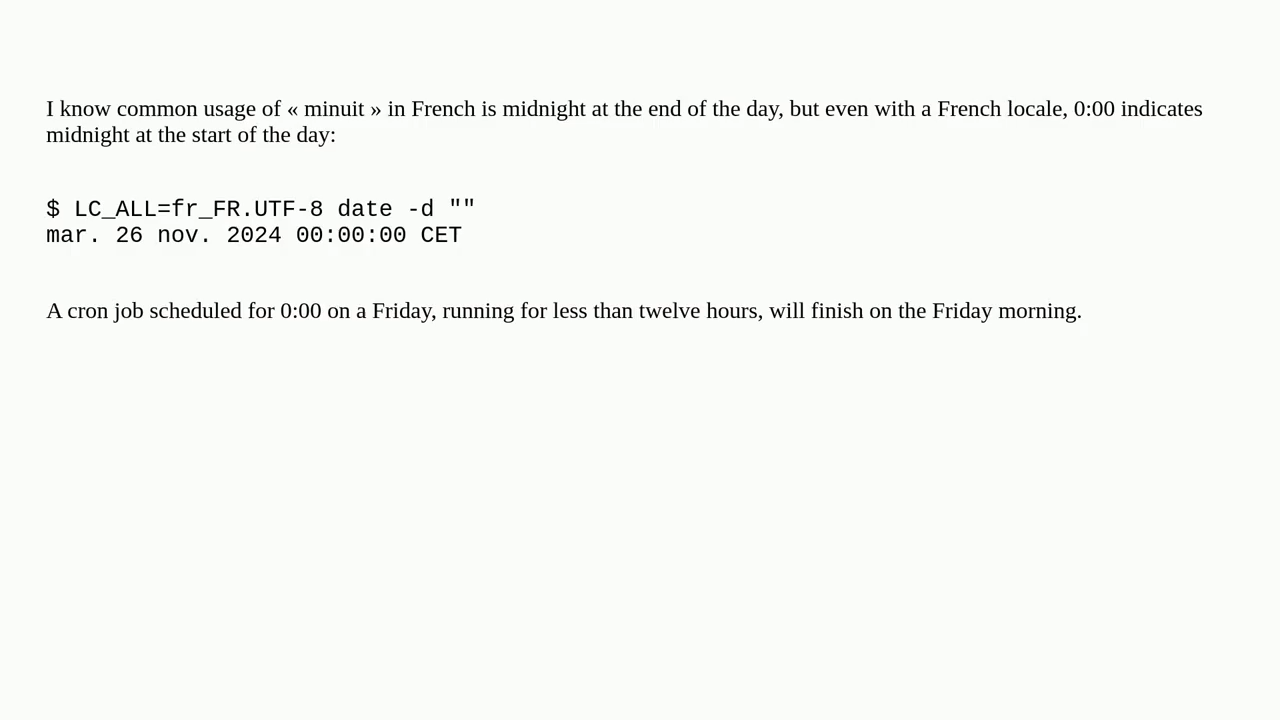 I know common usage of « minuit » in French is midnight at the end of the day, but even with a French locale, 0:00 indicates
midnight at the start of the day:
$ LC_ALL=fr_FR.UTF-8 date -d ""
mar. 26 nov. 2024 00:00:00 CET
A cron job scheduled for 0:00 on a Friday, running for less than twelve hours, will finish on the Friday morning.